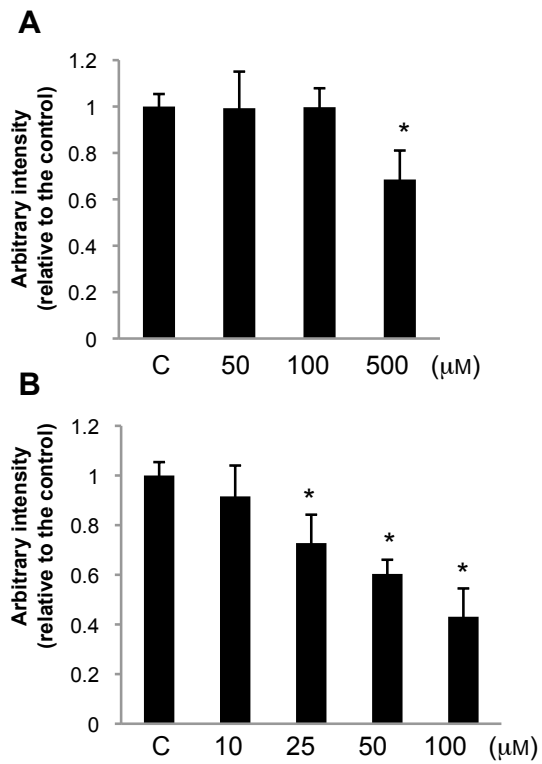 A
Arbitrary intensity
(relative to the control)
1.2
1
0.8
0.6
0.4
0.2
0
*
C 50 100 500 (μM)
B
Arbitrary intensity
(relative to the control)
1.2
1
0.8
0.6
0.4
0.2
0
* * *
C 10 25 50 100 (μM)